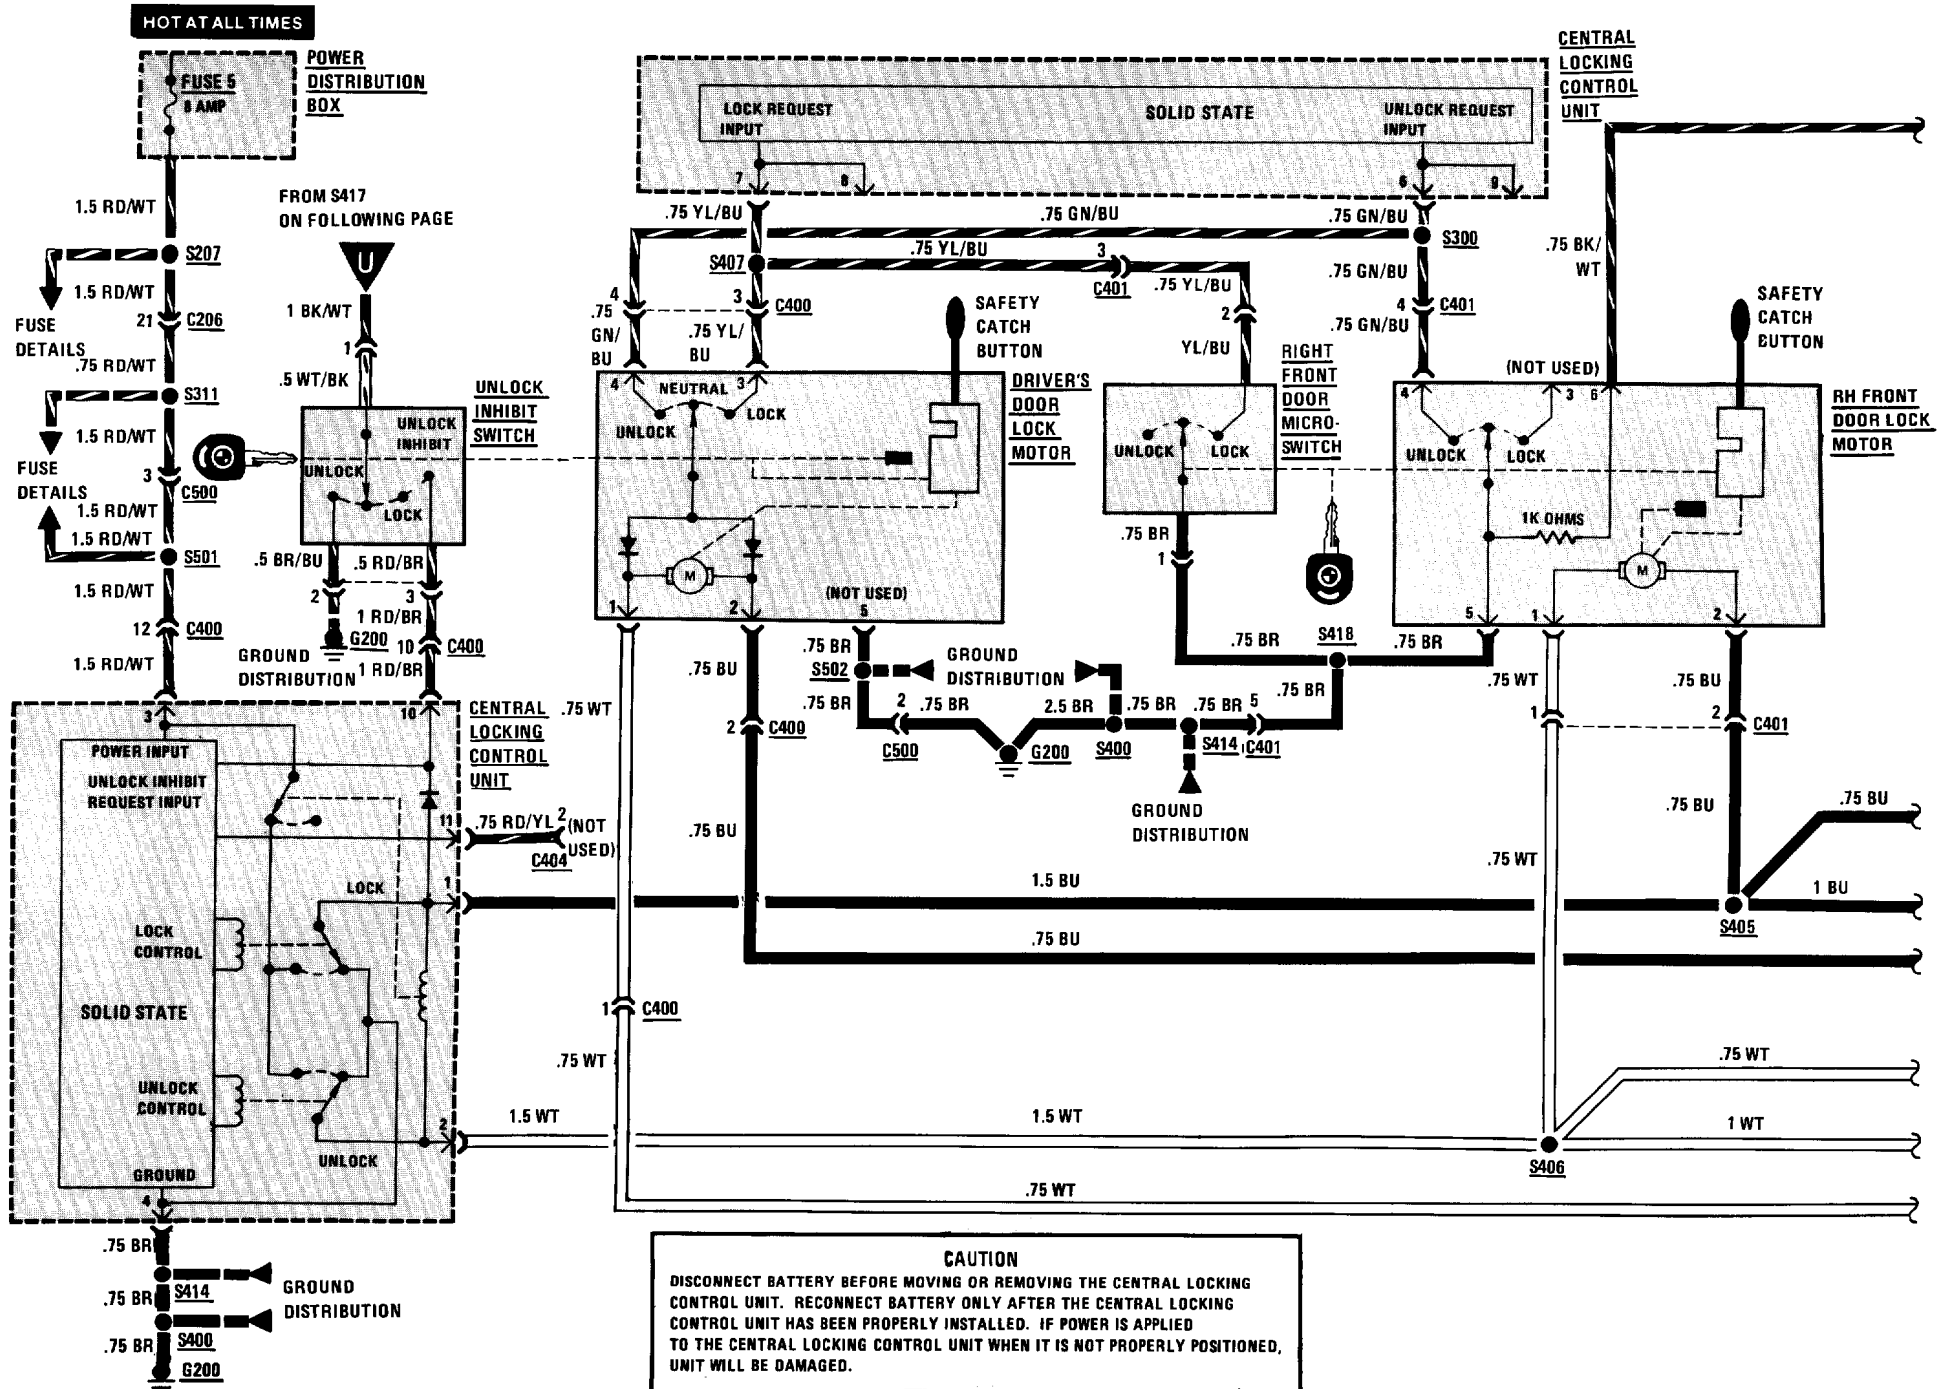 HOT AT ALL TIMES
FUSE 5
8 AMP
POWER
DISTRIBUTION
BOX
1.5 RD/WT
S207
1.5 RD/WT
FUSE
DETAILS
21
C206
.75 RD/WT
S311
1.5 RD/WT
FUSE
DETAILS
3
C500
1.5 RD/WT
1.5 RD/WT
S501
1.5 RD/WT
12
C400
1.5 RD/WT
FROM S417
ON FOLLOWING PAGE
U
1 BK/WT
1
.5 WT/BK
UNLOCK
INHIBIT
SWITCH
UNLOCK
INHIBIT
UNLOCK
LOCK
.5 BR/BU
.5 RD/BR
2
3
1 RD/BR
G200
10
C400
GROUND
DISTRIBUTION
1 RD/BR
CENTRAL
LOCKING
CONTROL
UNIT
LOCK REQUEST
INPUT
SOLID STATE
UNLOCK REQUEST
INPUT
7
8
6
9
.75 YL/BU
.75 GN/BU
.75 GN/BU
S300
S407
.75 YL/BU
3
C401
.75 YL/BU
.75 GN/BU
.75 BK/
WT
4
.75
GN/
BU
3
C400
.75 YL/
BU
SAFETY
CATCH
BUTTON
2
YL/BU
4
C401
.75 GN/BU
SAFETY
CATCH
BUTTON
4
NEUTRAL
3
UNLOCK
LOCK
DRIVER'S
DOOR
LOCK
MOTOR
M
(NOT USED)
1
2
5
RIGHT
FRONT
DOOR
MICRO-
SWITCH
UNLOCK
LOCK
.75 BR
1
(NOT USED)
4
3
6
UNLOCK
LOCK
1K OHMS
M
5
1
2
RH FRONT
DOOR LOCK
MOTOR
.75 BR
S502
GROUND
DISTRIBUTION
.75 BR
2
.75 BR
C500
G200
2.5 BR
S400
.75 BR
.75 BR
5
S414
C401
GROUND
DISTRIBUTION
.75 BR
S418
.75 BR
.75 BR
.75 WT
.75 BU
2
C400
.75 BU
.75 WT
.75 BU
1
2
C401
.75 WT
.75 BU
.75 BU
1 BU
S405
3
10
CENTRAL
LOCKING
CONTROL
UNIT
POWER INPUT
UNLOCK INHIBIT
REQUEST INPUT
11
.75 RD/YL
2
(NOT
USED)
C404
LOCK
1
1.5 BU
LOCK
CONTROL
.75 BU
SOLID STATE
1
C400
.75 WT
UNLOCK
CONTROL
2
1.5 WT
1.5 WT
.75 WT
1 WT
S406
UNLOCK
GROUND
4
.75 WT
.75 BR
S414
GROUND
DISTRIBUTION
.75 BR
S400
.75 BR
G200
CAUTION
DISCONNECT BATTERY BEFORE MOVING OR REMOVING THE CENTRAL LOCKING
CONTROL UNIT. RECONNECT BATTERY ONLY AFTER THE CENTRAL LOCKING
CONTROL UNIT HAS BEEN PROPERLY INSTALLED. IF POWER IS APPLIED
TO THE CENTRAL LOCKING CONTROL UNIT WHEN IT IS NOT PROPERLY POSITIONED,
UNIT WILL BE DAMAGED.